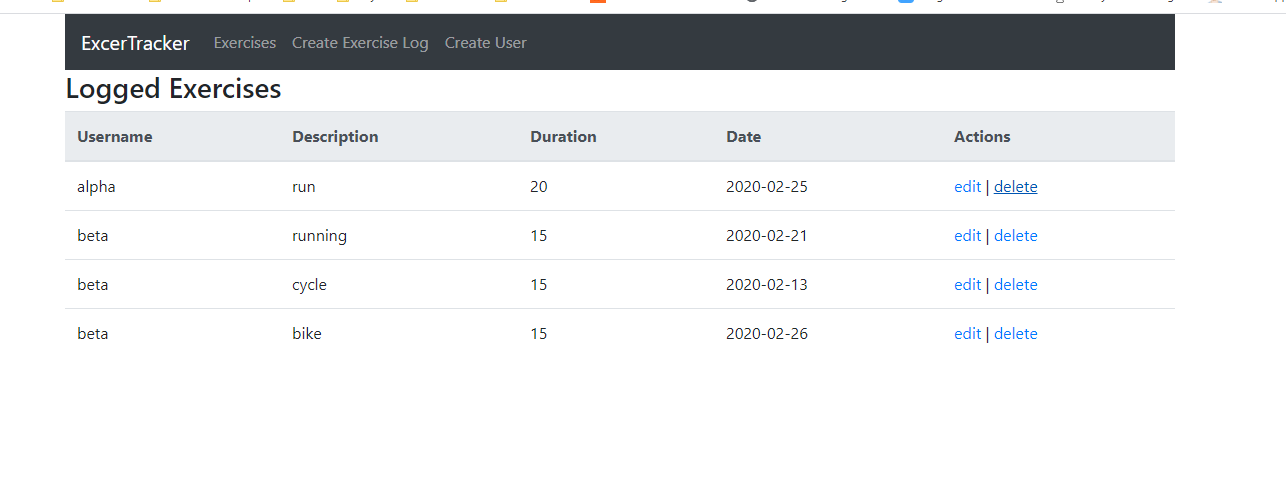 ExcerTracker Exercises Create Exercise Log Create User
Logged Exercises
Username Description Duration Date Actions
alpha run 20 2020-02-25 edit | delete
beta running 15 2020-02-21 edit | delete
beta cycle 15 2020-02-13 edit | delete
beta bike 15 2020-02-26 edit | delete